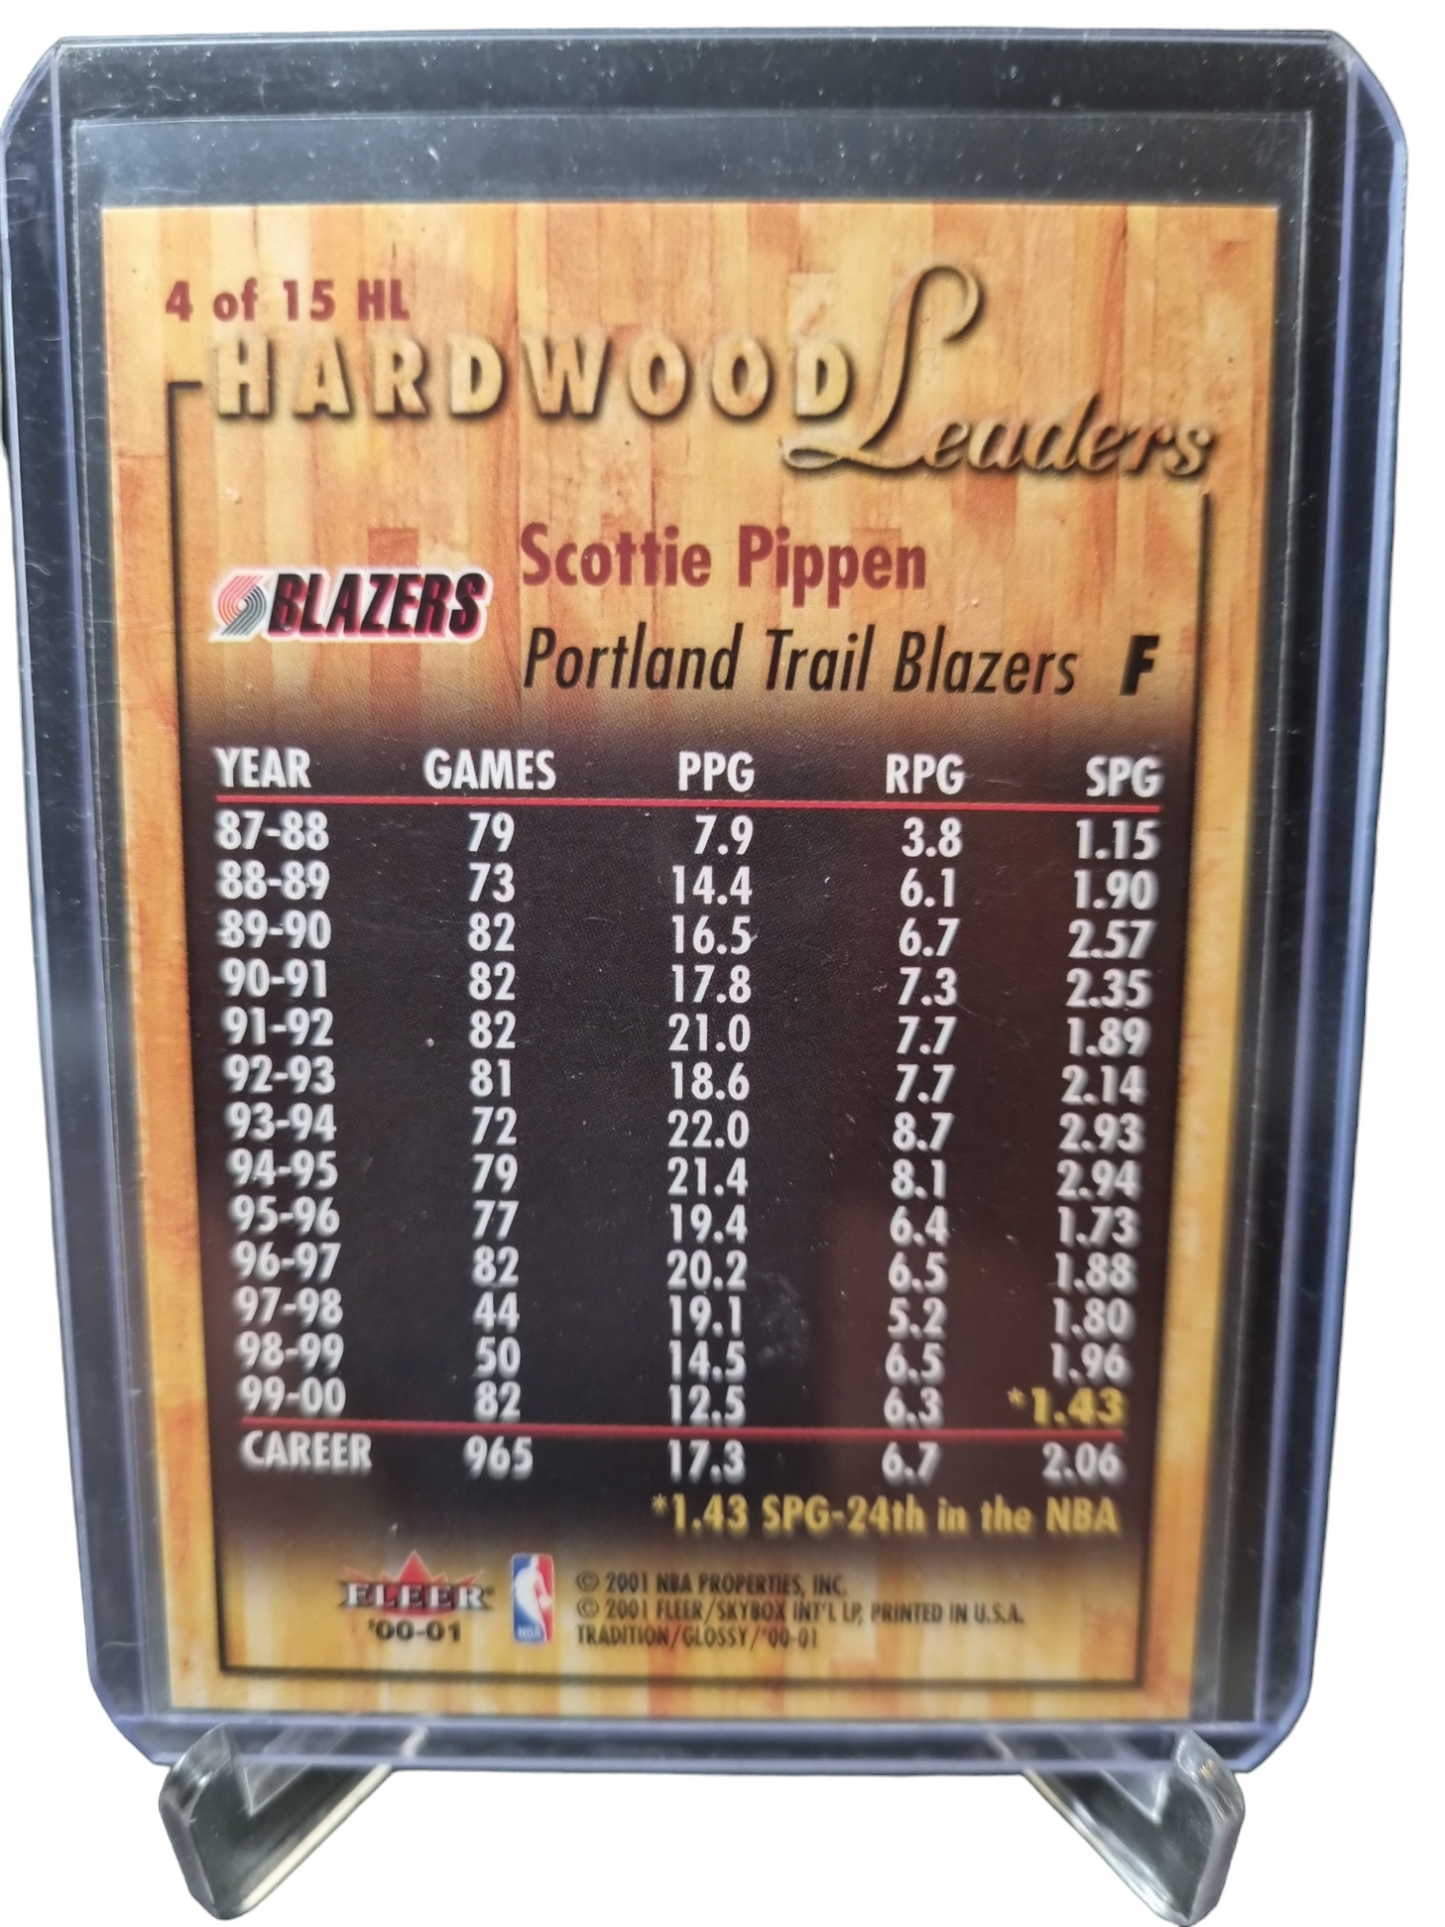 4 of 15 HL
HARDWOOD Leaders
BLAZERS
Scottie Pippen
Portland Trail Blazers F
YEAR GAMES PPG RPG SPG
87-88 79 7.9 3.8 1.15
88-89 73 14.4 6.1 1.90
89-90 82 16.5 6.7 2.57
90-91 82 17.8 7.3 2.35
91-92 82 21.0 7.7 1.89
92-93 81 18.6 7.7 2.14
93-94 72 22.0 8.7 2.93
94-95 79 21.4 8.1 2.94
95-96 77 19.4 6.4 1.73
96-97 82 20.2 6.5 1.88
97-98 44 19.1 5.2 1.80
98-99 50 14.5 6.5 1.96
99-00 82 12.5 6.3 *1.43
CAREER 965 17.3 6.7 2.06
*1.43 SPG-24th in the NBA
FLEER
'00-01
NBA
© 2001 NBA PROPERTIES, INC.
© 2001 FLEER/SKYBOX INT'L LP, PRINTED IN U.S.A.
TRADITION/GLOSSY/'00-01